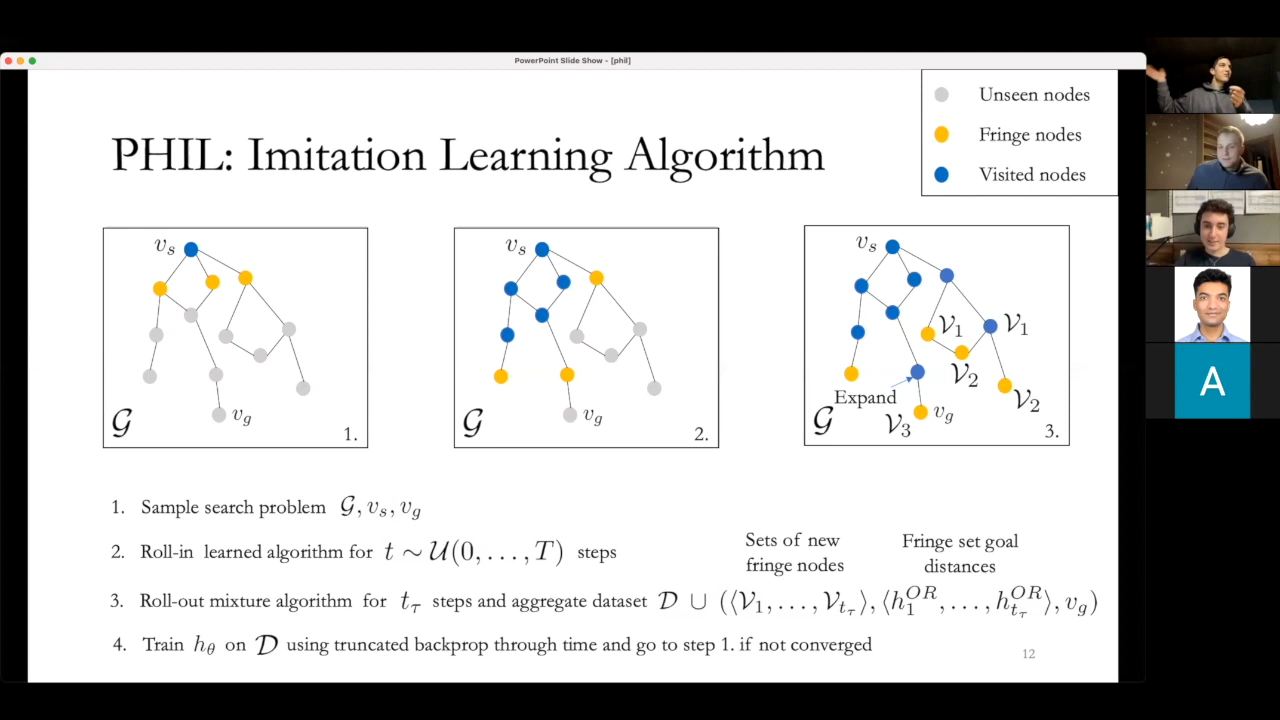 PowerPoint Slide Show - [phil]
Unseen nodes
Fringe nodes
Visited nodes
PHIL: Imitation Learning Algorithm
v_s
𝒢
v_g
1.
v_s
𝒢
v_g
2.
v_s
𝒱_1
𝒱_1
𝒱_2
Expand
𝒱_2
𝒢
𝒱_3
v_g
3.
1. Sample search problem 𝒢, v_s, v_g
2. Roll-in learned algorithm for t ∼ 𝒰(0, . . . , T) steps
Sets of new
fringe nodes
Fringe set goal
distances
3. Roll-out mixture algorithm for t_τ steps and aggregate dataset 𝒟 ∪ (⟨𝒱_1, . . . , 𝒱_{t_τ}⟩, ⟨h_1^{OR}, . . . , h_{t_τ}^{OR}⟩, v_g)
4. Train h_θ on 𝒟 using truncated backprop through time and go to step 1. if not converged
12
A